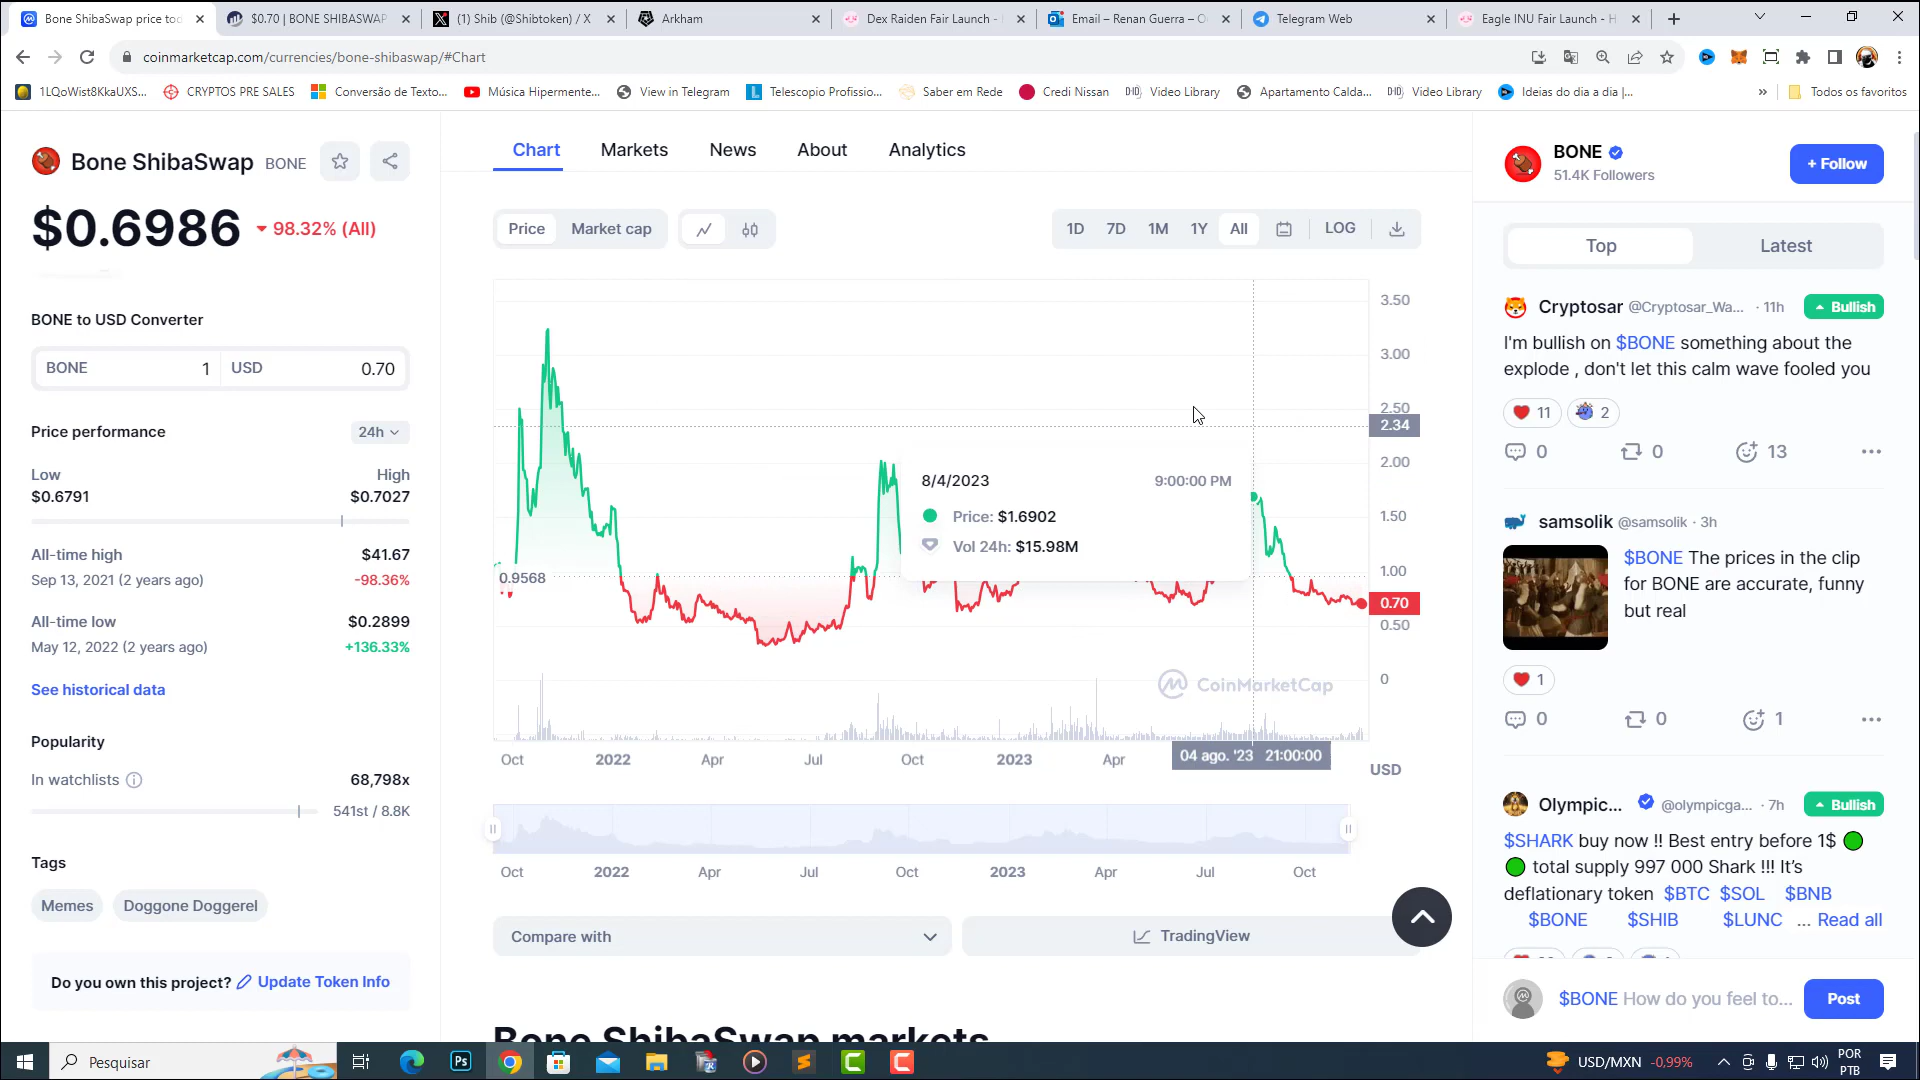 Bone ShibaSwap price tod
$0.70 | BONE SHIBASWAP
(1) Shib (@Shibtoken) / X
Arkham
Dex Raiden Fair Launch -
Email – Renan Guerra – O
Telegram Web
Eagle INU Fair Launch - H
coinmarketcap.com/currencies/bone-shibaswap/#Chart
1LQoWist8KkaUXS...
CRYPTOS PRE SALES
Conversão de Texto...
Música Hipermente...
View in Telegram
Telescopio Profissio...
Saber em Rede
Credi Nissan
Video Library
Apartamento Calda...
Video Library
Ideias do dia a dia |...
»
Todos os favoritos
Bone ShibaSwap BONE
$0.6986
98.32% (All)
BONE to USD Converter
BONE 1 USD 0.70
Price performance
24h
Low High
$0.6791 $0.7027
All-time high $41.67
Sep 13, 2021 (2 years ago) -98.36%
All-time low $0.2899
May 12, 2022 (2 years ago) +136.33%
See historical data
Popularity
In watchlists 68,798x
541st / 8.8K
Tags
Memes Doggone Doggerel
Do you own this project? Update Token Info
Chart Markets News About Analytics
Price Market cap
1D 7D 1M 1Y All LOG
3.50
3.00
2.50
2.34
2.00
1.50
1.00
0.70
0.50
0
0.9568
8/4/2023 9:00:00 PM
Price: $1.6902
Vol 24h: $15.98M
CoinMarketCap
Oct 2022 Apr Jul Oct 2023 Apr
04 ago. '23 21:00:00
USD
Oct 2022 Apr Jul Oct 2023 Apr Jul Oct
Compare with
TradingView
Bone ShibaSwap markets
BONE
51.4K Followers
+ Follow
Top Latest
Cryptosar @Cryptosar_Wa... · 11h Bullish
I'm bullish on $BONE something about the
explode , don't let this calm wave fooled you
11 2
0 0 13
samsolik @samsolik · 3h
$BONE The prices in the clip
for BONE are accurate, funny
but real
1
0 0 1
Olympic... @olympicga... · 7h Bullish
$SHARK buy now !! Best entry before 1$
total supply 997 000 Shark !!! It's
deflationary token $BTC $SOL $BNB
$BONE $SHIB $LUNC ... Read all
$BONE How do you feel to... Post
Pesquisar
Ps
USD/MXN -0,99%
POR
PTB